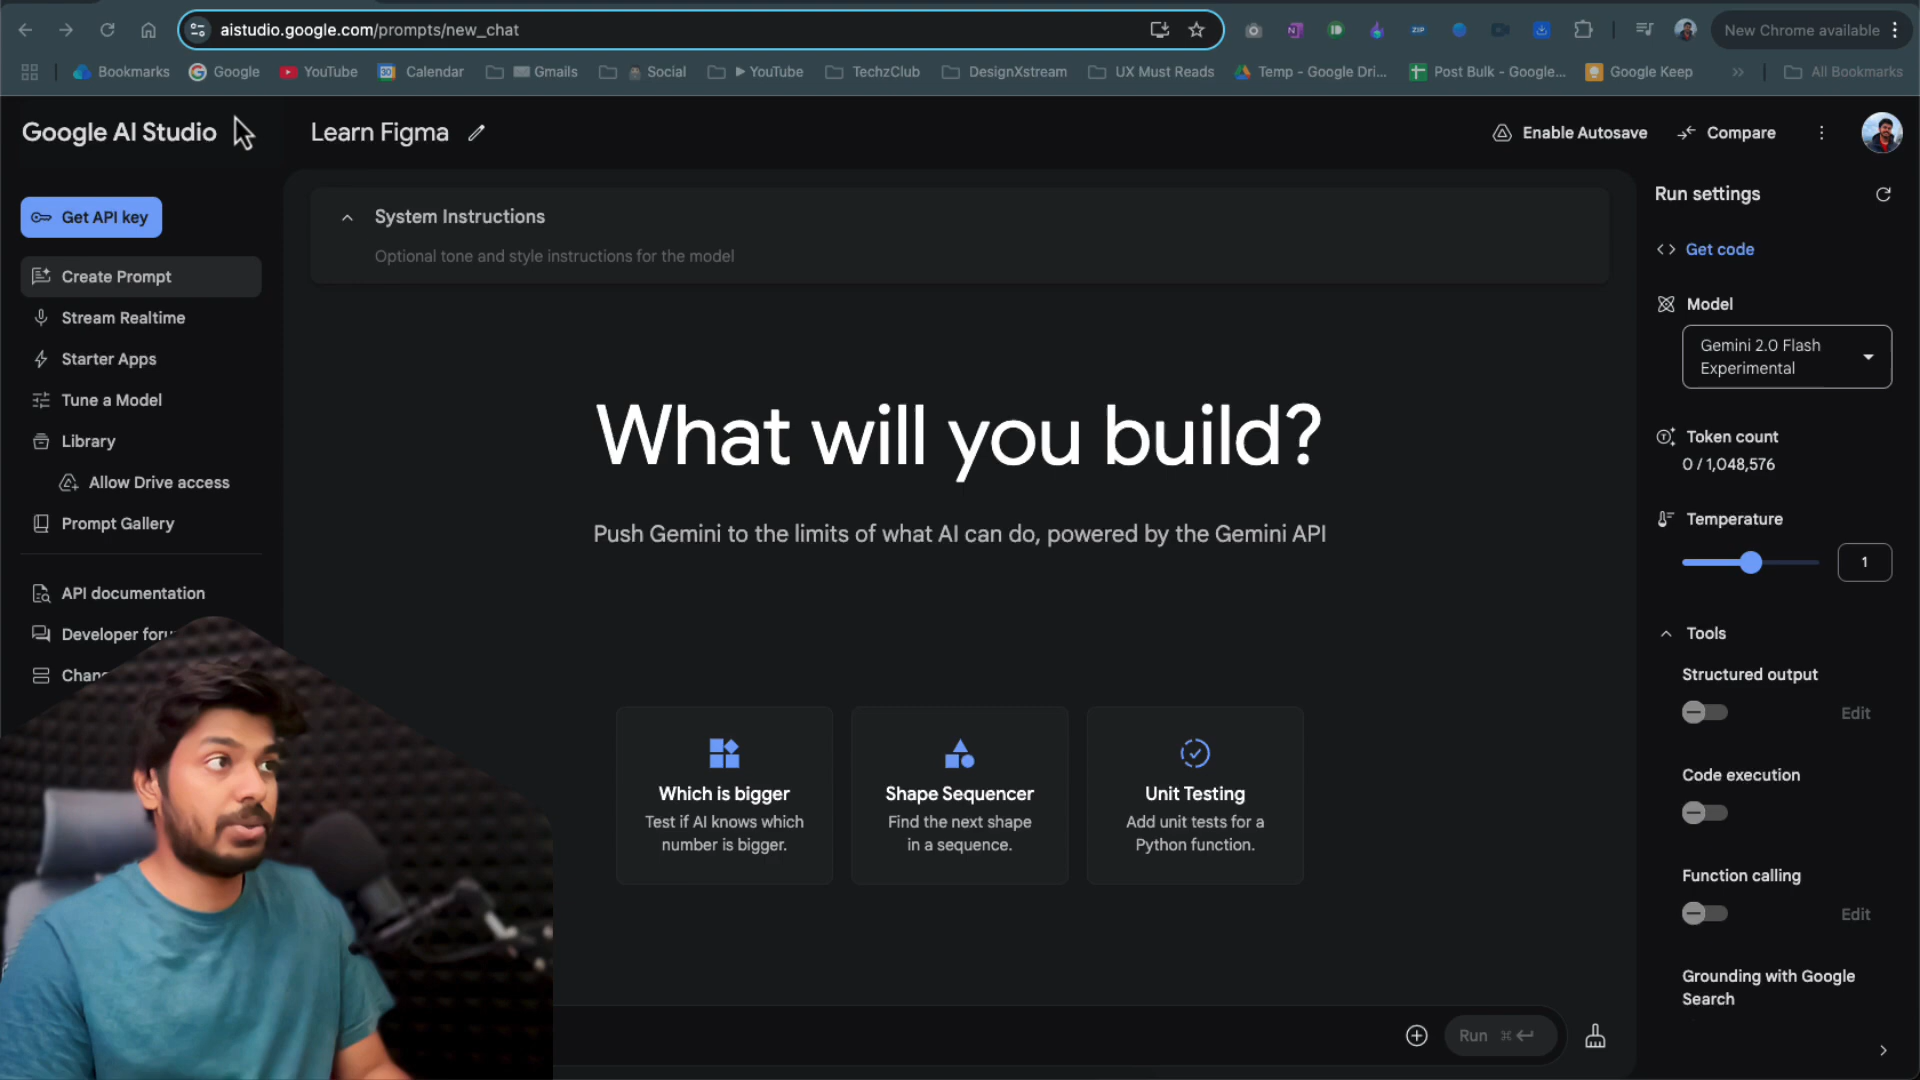 aistudio.google.com/prompts/new_chat
New Chrome available
Bookmarks
Google
YouTube
Calendar
Gmails
Social
YouTube
TechzClub
DesignXstream
UX Must Reads
Temp - Google Dri...
Post Bulk - Google...
Google Keep
All Bookmarks
Google AI Studio
Learn Figma
Enable Autosave
Compare
Get API key
Create Prompt
Stream Realtime
Starter Apps
Tune a Model
Library
Allow Drive access
Prompt Gallery
API documentation
Developer foru
Chan
System Instructions
Optional tone and style instructions for the model
What will you build?
Push Gemini to the limits of what AI can do, powered by the Gemini API
Which is bigger
Test if AI knows which
number is bigger.
Shape Sequencer
Find the next shape
in a sequence.
Unit Testing
Add unit tests for a
Python function.
Run ⌘ ↵
Run settings
Get code
Model
Gemini 2.0 Flash
Experimental
Token count
0 / 1,048,576
Temperature
1
Tools
Structured output
Edit
Code execution
Function calling
Edit
Grounding with Google
Search